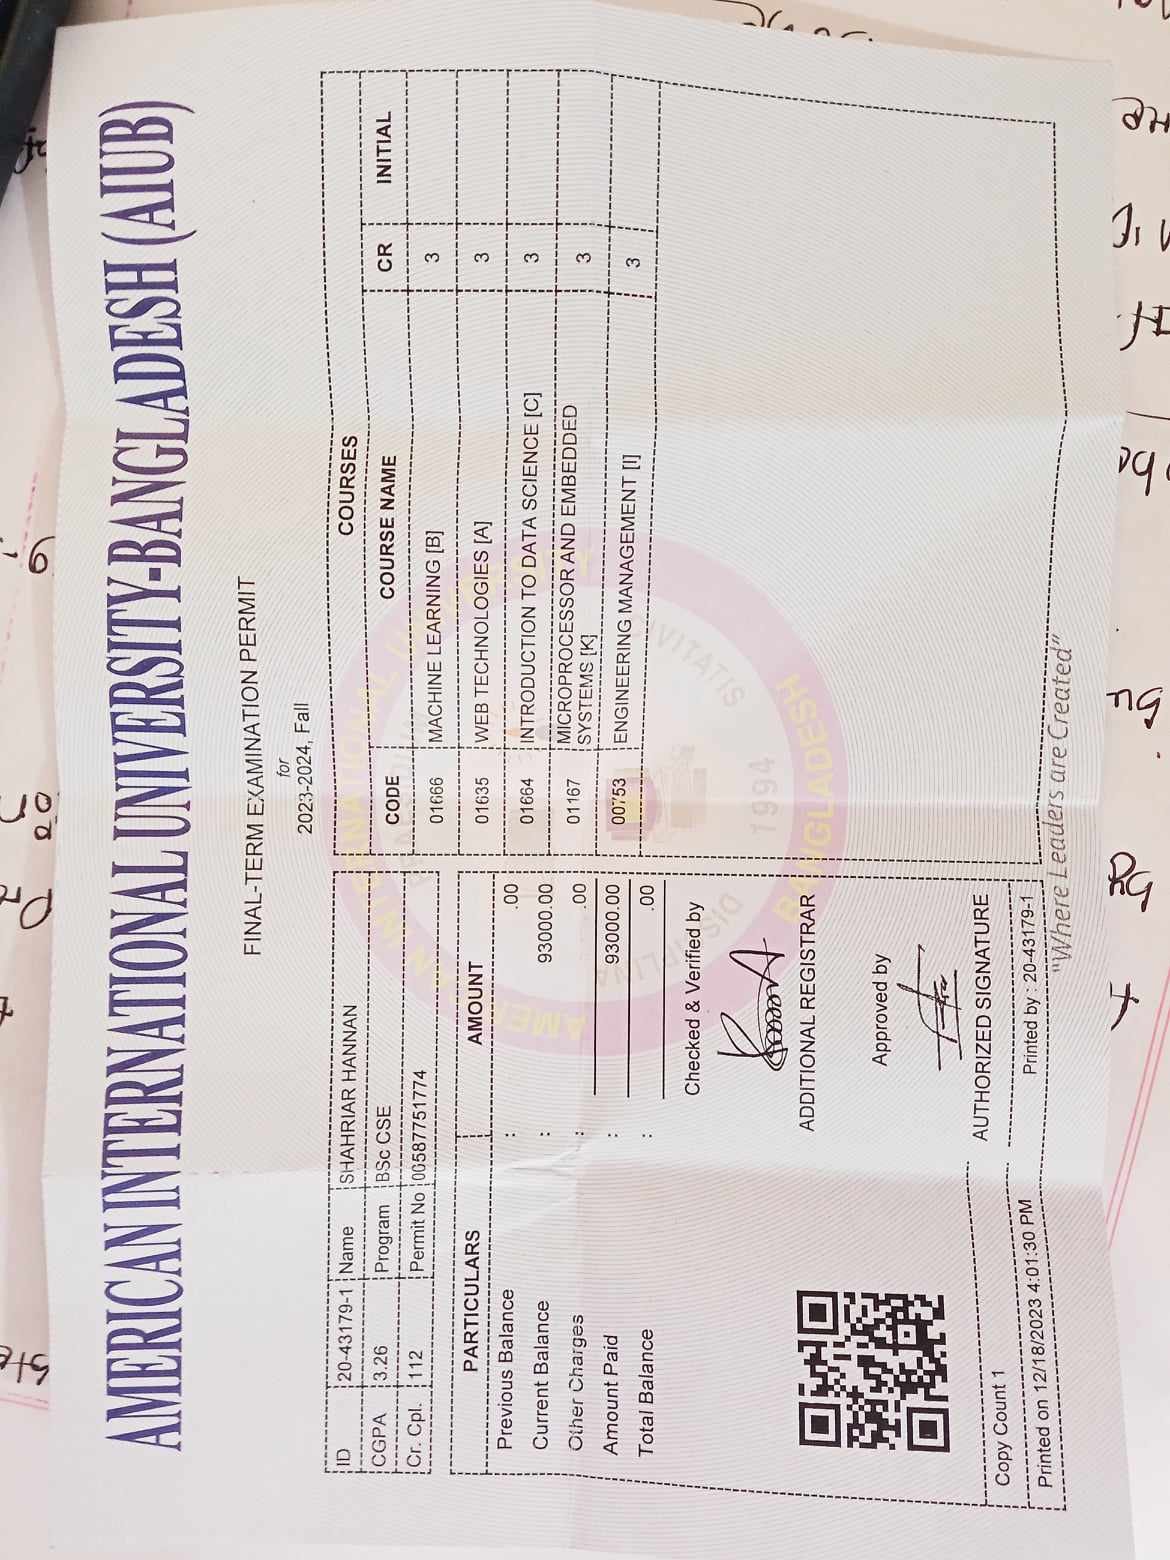 AMERICAN INTERNATIONAL UNIVERSITY-BANGLADESH (AIUB)
FINAL-TERM EXAMINATION PERMIT
for
2023-2024, Fall
ID 20-43179-1 Name SHAHRIAR HANNAN
CGPA 3.26 Program BSc CSE
Cr. Cpl. 112 Permit No 00587751774
PARTICULARS AMOUNT
Previous Balance : .00
Current Balance : 93000.00
Other Charges : .00
Amount Paid : 93000.00
Total Balance : .00
Checked & Verified by
ADDITIONAL REGISTRAR
Approved by
AUTHORIZED SIGNATURE
Copy Count 1
Printed on 12/18/2023 4:01:30 PM
Printed by : 20-43179-1
COURSES
CODE COURSE NAME CR INITIAL
01666 MACHINE LEARNING [B] 3
01635 WEB TECHNOLOGIES [A] 3
01664 INTRODUCTION TO DATA SCIENCE [C] 3
01167 MICROPROCESSOR AND EMBEDDED
SYSTEMS [K] 3
00753 ENGINEERING MANAGEMENT [I] 3
AMERICAN INTERNATIONAL UNIVERSITY
BANGLADESH
1994
"Where Leaders are Created"